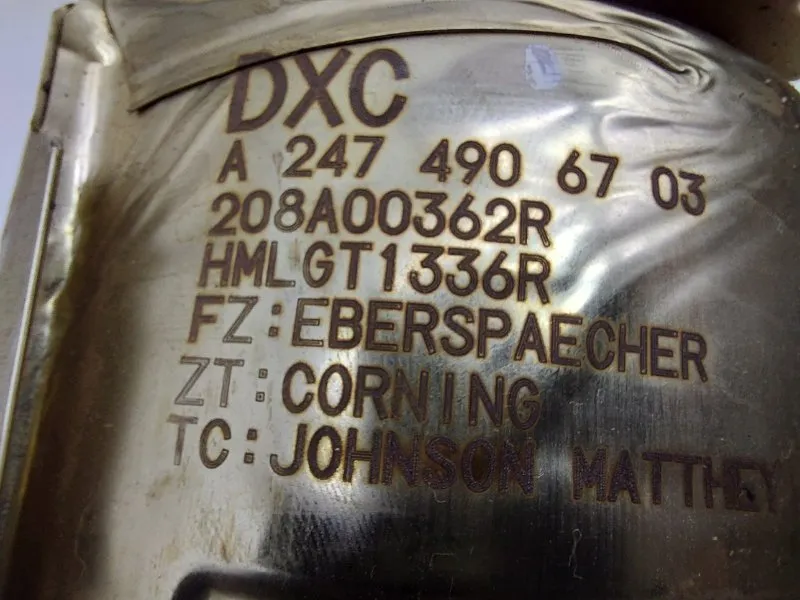 DXC
A 247 490 67 03
208A00362R
HMLGT1336R
FZ:EBERSPAECHER
ZT:CORNING
TC:JOHNSON MATTHEY